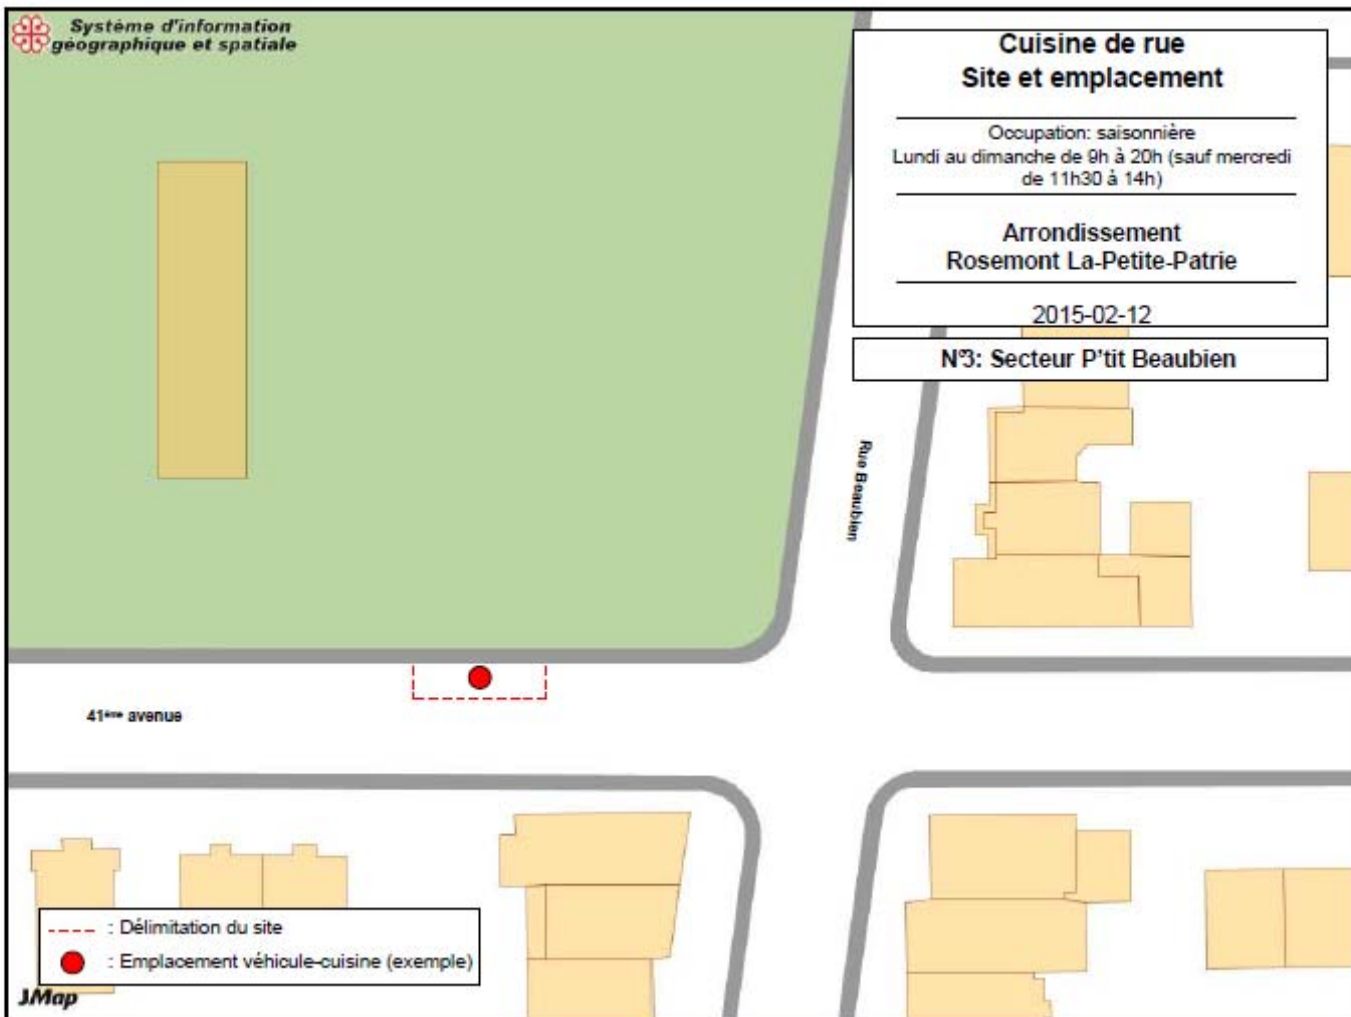 Système d'information
géographique et spatiale
Cuisine de rue
Site et emplacement
Occupation: saisonnière
Lundi au dimanche de 9h à 20h (sauf mercredi
de 11h30 à 14h)
Arrondissement
Rosemont La-Petite-Patrie
2015-02-12
N°3: Secteur P'tit Beaubien
Rue Beaubien
41ème avenue
: Délimitation du site
: Emplacement véhicule-cuisine (exemple)
JMap